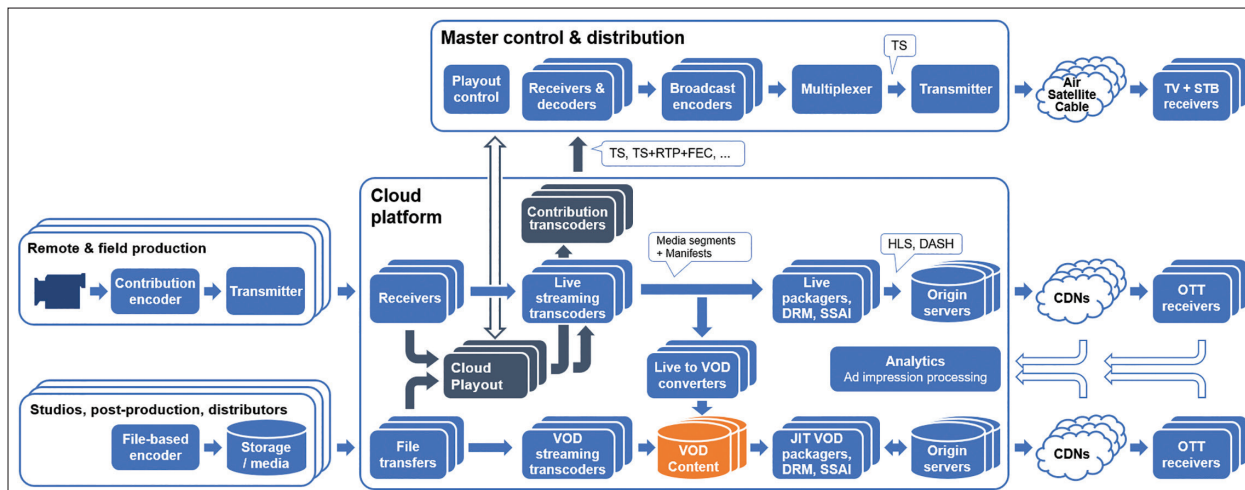 Master control & distribution
TS
Playout
control
Receivers &
decoders
Broadcast
encoders
Multiplexer
Transmitter
Air
Satellite
Cable
TV + STB
receivers
TS, TS+RTP+FEC, ...
Cloud
platform
Contribution
transcoders
Remote & field production
Contribution
encoder
Transmitter
Receivers
Live
streaming
transcoders
Media segments
+ Manifests
HLS, DASH
Live
packagers,
DRM, SSAI
Origin
servers
CDNs
OTT
receivers
Cloud
Playout
Live to VOD
converters
Analytics
Ad impression processing
Studios, post-production, distributors
File-based
encoder
Storage
/ media
File
transfers
VOD
streaming
transcoders
VOD
Content
JIT VOD
packagers,
DRM, SSAI
Origin
servers
CDNs
OTT
receivers